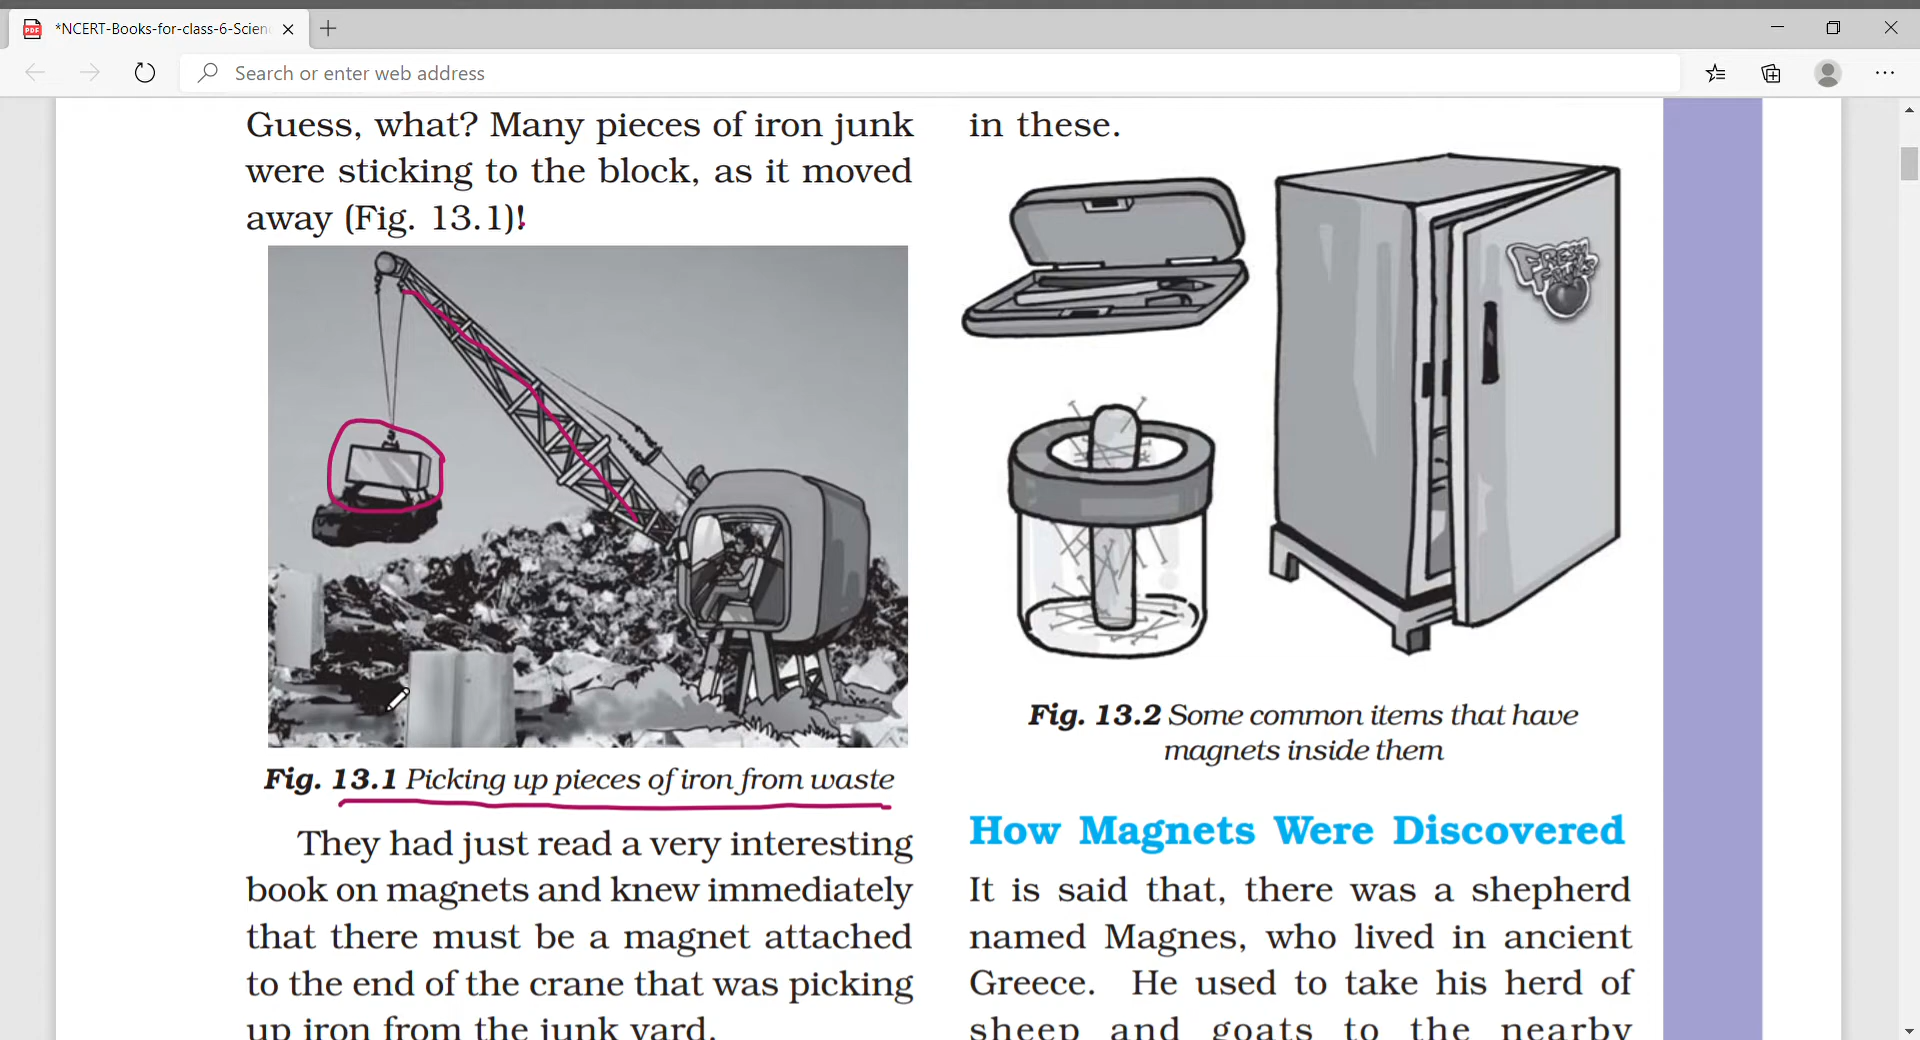 *NCERT-Books-for-class-6-Scien
Search or enter web address
Guess, what? Many pieces of iron junk
were sticking to the block, as it moved
away (Fig. 13.1)!
Fig. 13.1 Picking up pieces of iron from waste
They had just read a very interesting
book on magnets and knew immediately
that there must be a magnet attached
to the end of the crane that was picking
up iron from the junk yard.
in these.
FRESH
Fig. 13.2 Some common items that have
magnets inside them
How Magnets Were Discovered
It is said that, there was a shepherd
named Magnes, who lived in ancient
Greece. He used to take his herd of
sheep and goats to the nearby